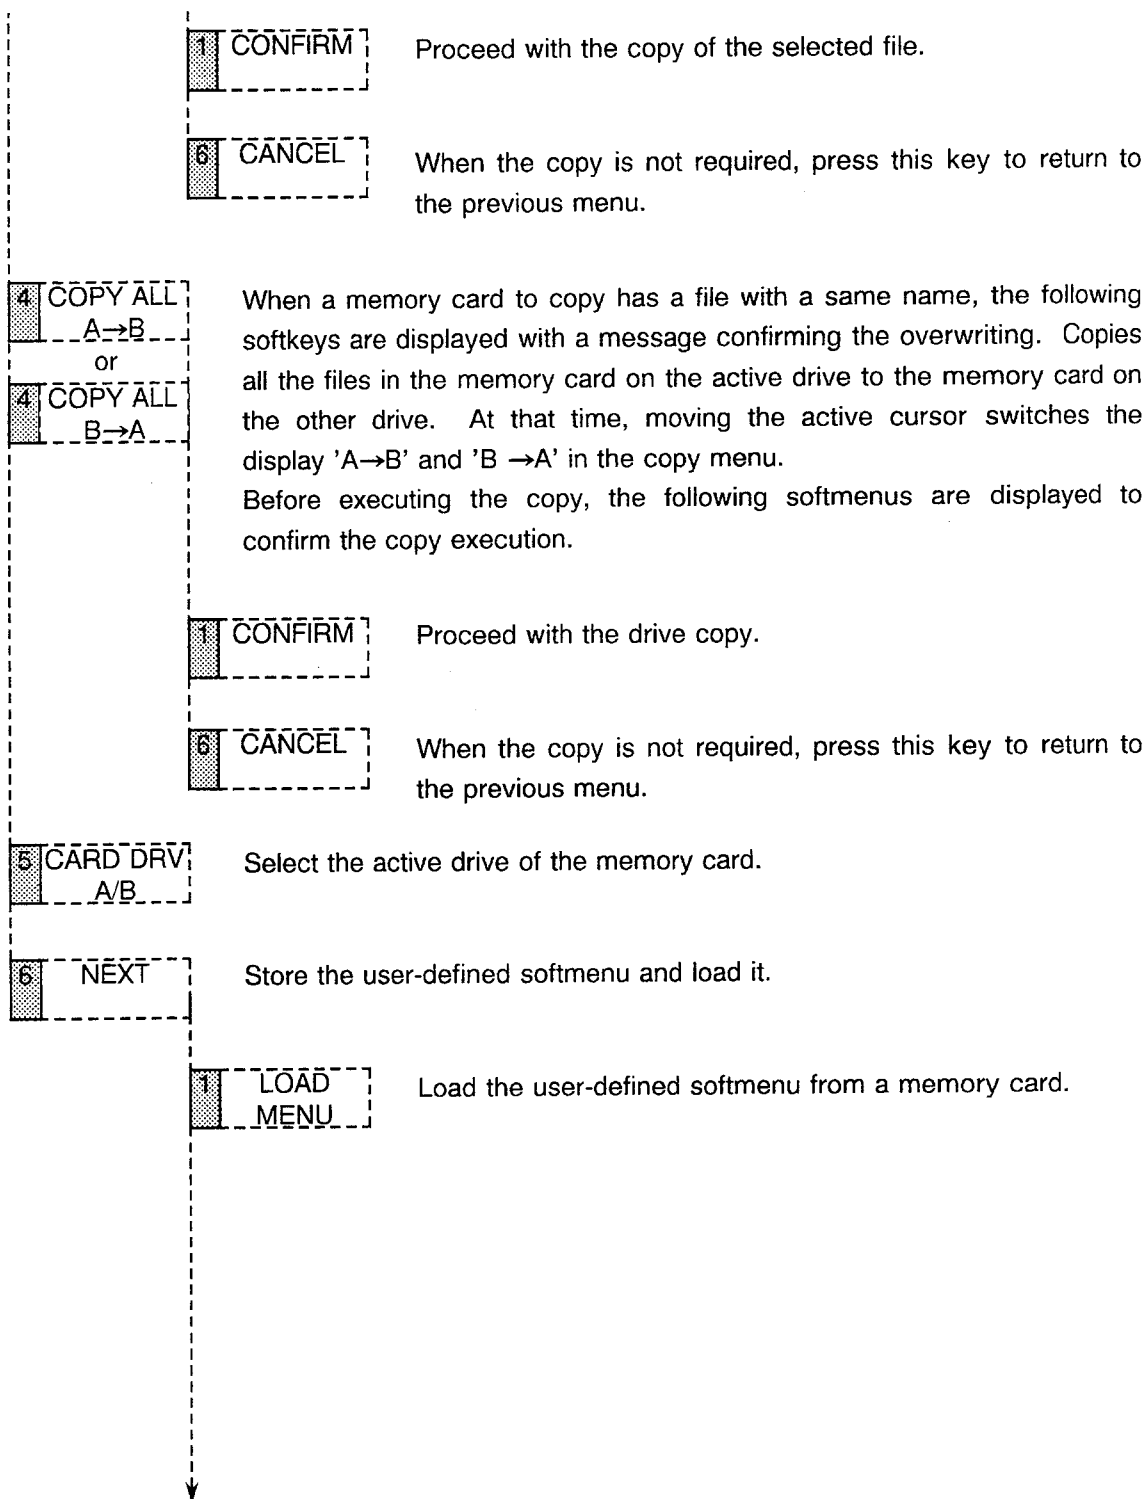 1 CONFIRM Proceed with the copy of the selected file.
6 CANCEL When the copy is not required, press this key to return to
the previous menu.
4 COPY ALL
A→B
or
4 COPY ALL
B→A
When a memory card to copy has a file with a same name, the following
softkeys are displayed with a message confirming the overwriting. Copies
all the files in the memory card on the active drive to the memory card on
the other drive. At that time, moving the active cursor switches the
display 'A→B' and 'B →A' in the copy menu.
Before executing the copy, the following softmenus are displayed to
confirm the copy execution.
1 CONFIRM Proceed with the drive copy.
6 CANCEL When the copy is not required, press this key to return to
the previous menu.
5 CARD DRV
A/B
Select the active drive of the memory card.
6 NEXT Store the user-defined softmenu and load it.
1 LOAD
MENU
Load the user-defined softmenu from a memory card.